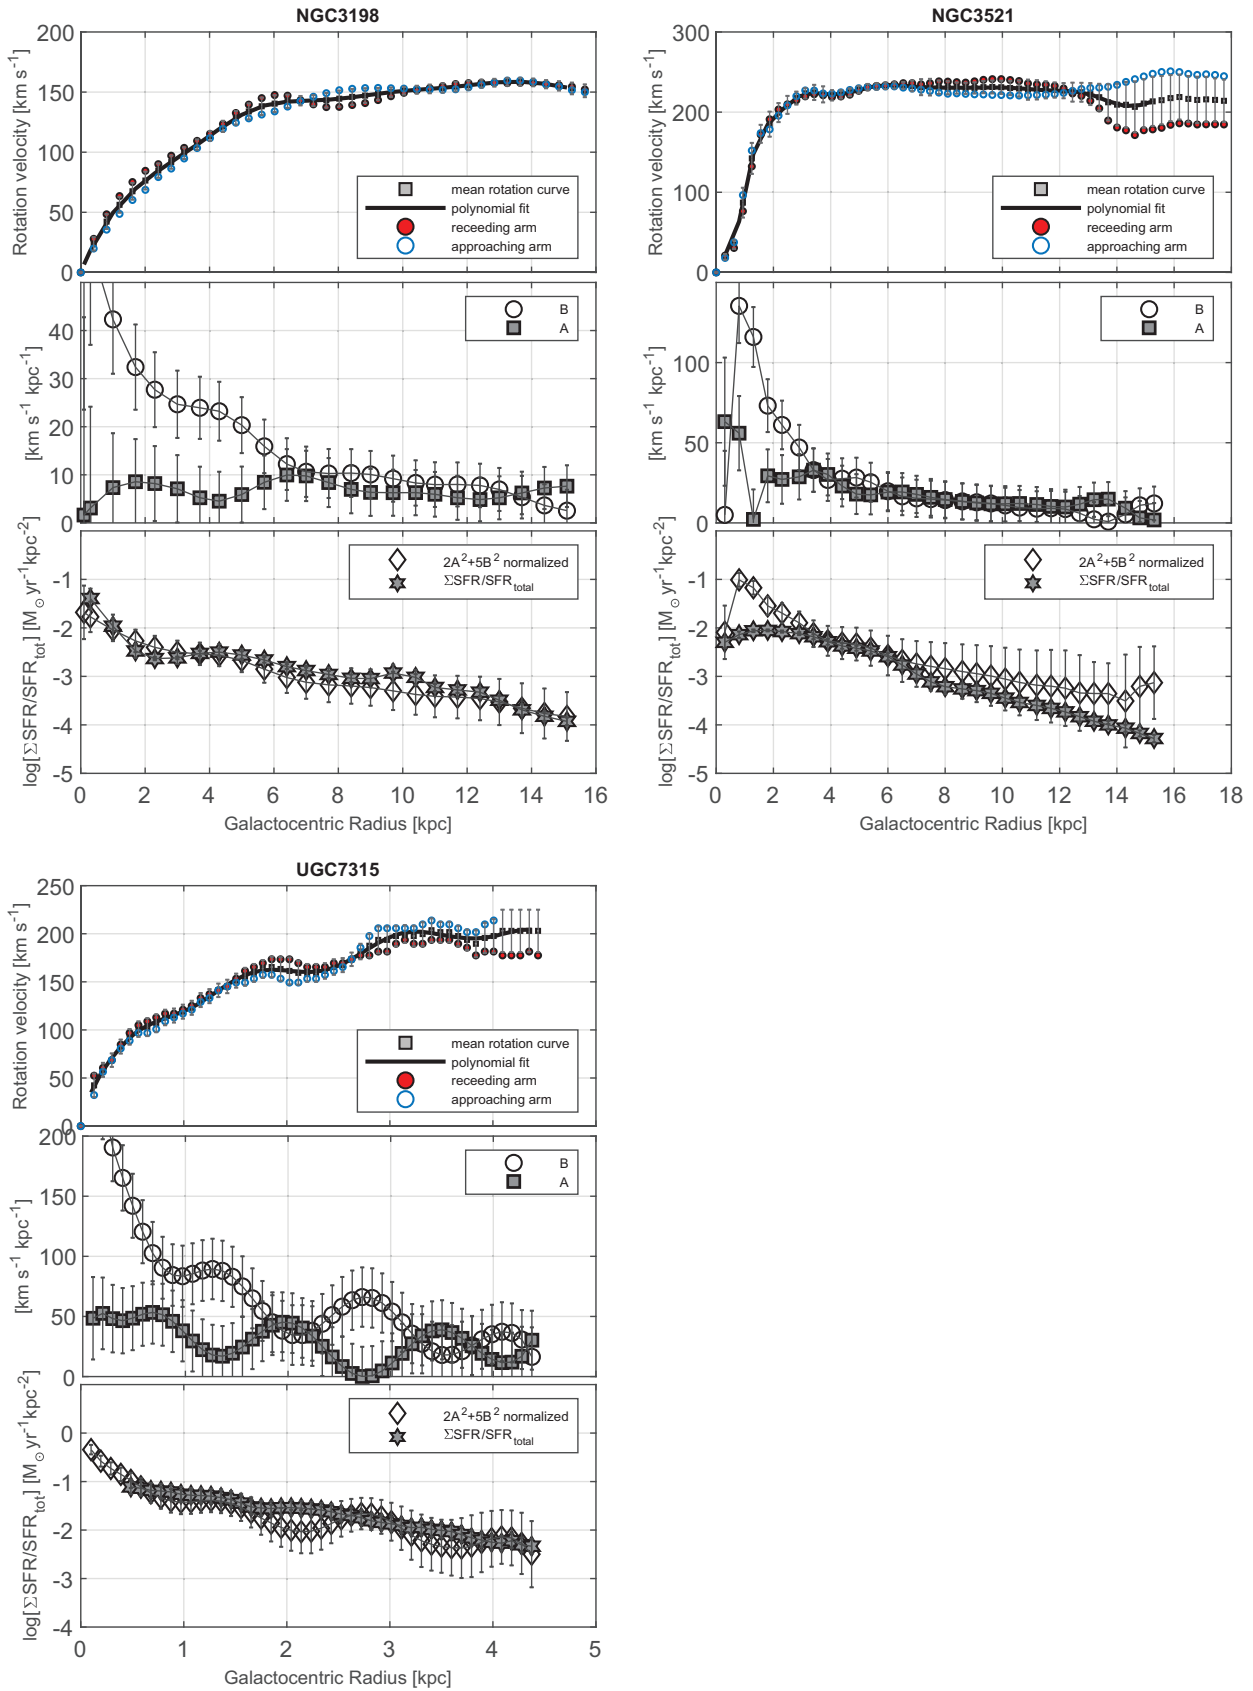 NGC3198
200
150
100
50
0
Rotation velocity [km s-1]
mean rotation curve
polynomial fit
receeding arm
approaching arm
40
30
20
10
0
[km s-1 kpc-1]
B
A
-1
-2
-3
-4
-5
log[ΣSFR/SFRtot] [M⊙ yr-1kpc-2]
2A2+5B2 normalized
ΣSFR/SFRtotal
0 2 4 6 8 10 12 14 16
Galactocentric Radius [kpc]
NGC3521
300
200
100
0
Rotation velocity [km s-1]
mean rotation curve
polynomial fit
receeding arm
approaching arm
100
50
0
[km s-1 kpc-1]
B
A
-1
-2
-3
-4
-5
log[ΣSFR/SFRtot] [M⊙ yr-1kpc-2]
2A2+5B2 normalized
ΣSFR/SFRtotal
0 2 4 6 8 10 12 14 16 18
Galactocentric Radius [kpc]
UGC7315
250
200
150
100
50
0
Rotation velocity [km s-1]
mean rotation curve
polynomial fit
receeding arm
approaching arm
200
150
100
50
0
[km s-1 kpc-1]
B
A
0
-1
-2
-3
-4
log[ΣSFR/SFRtot] [M⊙ yr-1kpc-2]
2A2+5B2 normalized
ΣSFR/SFRtotal
0 1 2 3 4 5
Galactocentric Radius [kpc]